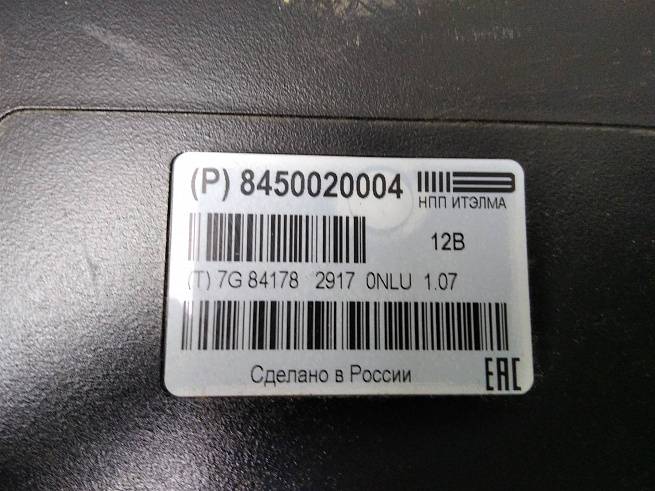 (P) 8450020004
НПП ИТЭЛМА
12В
(T) 7G 84178 2917 0NLU 1.07
Сделано в России
EAC